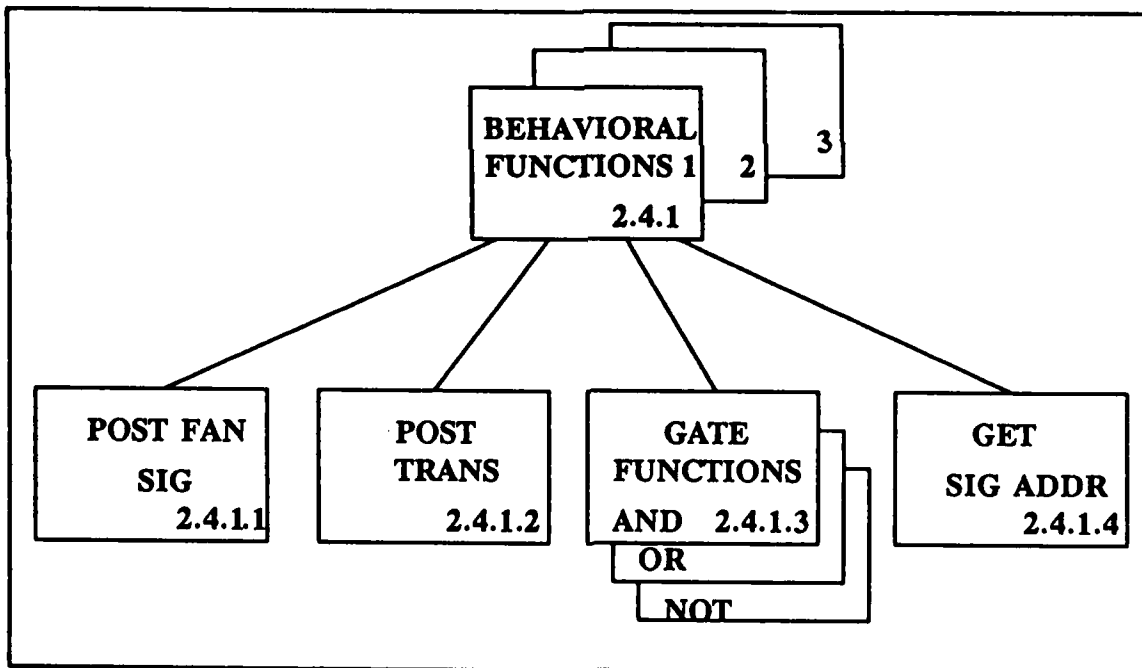 3
BEHAVIORAL
FUNCTIONS 1
2
2.4.1
POST FAN
SIG
2.4.1.1
POST
TRANS
2.4.1.2
GATE
FUNCTIONS
AND 2.4.1.3
OR
NOT
GET
SIG ADDR
2.4.1.4